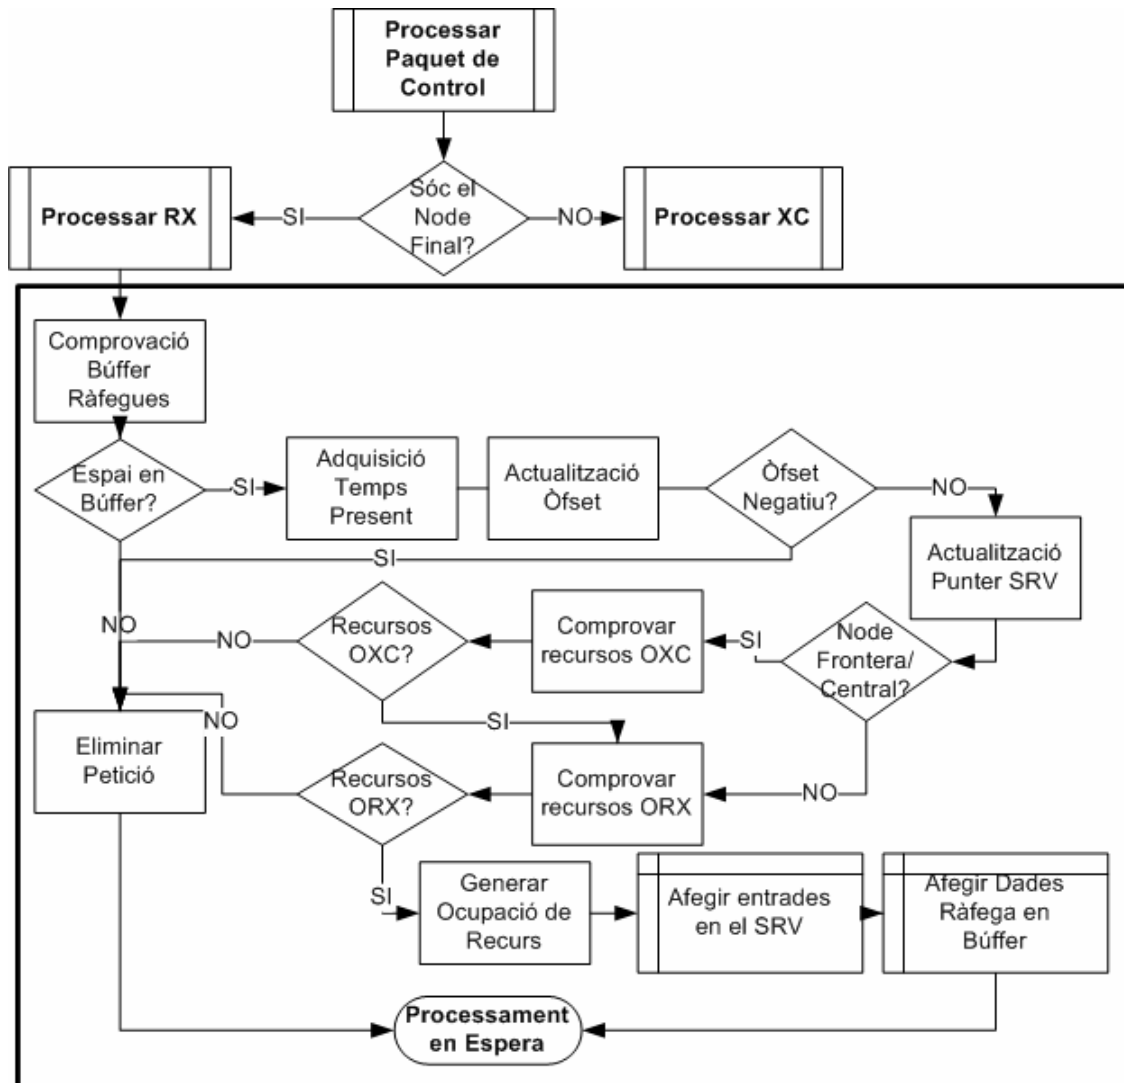 Processar
Paquet de
Control
Sóc el
Node
Final?
SI
NO
Processar RX
Processar XC
Comprovació
Búffer
Ràfegues
Espai en
Búffer?
SI
Adquisició
Temps
Present
Actualització
Òfset
Òfset
Negatiu?
NO
SI
Actualització
Punter SRV
NO
Recursos
OXC?
NO
Comprovar
recursos OXC
SI
Node
Frontera/
Central?
SI
NO
Eliminar
Petició
Recursos
ORX?
Comprovar
recursos ORX
NO
SI
Generar
Ocupació de
Recurs
Afegir entrades
en el SRV
Afegir Dades
Ràfega en
Búffer
Processament
en Espera